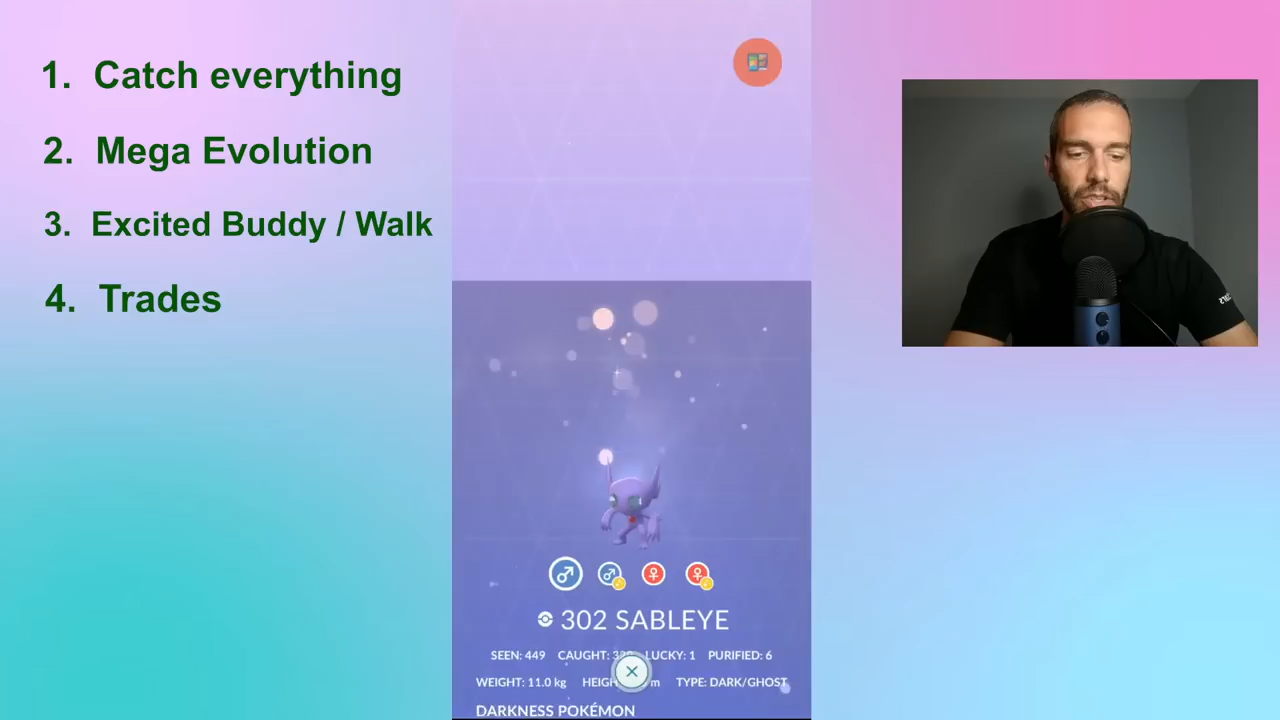 1. Catch everything
2. Mega Evolution
3. Excited Buddy / Walk
4. Trades
302 SABLEYE
SEEN: 449 CAUGHT: LUCKY: 1 PURIFIED: 6
WEIGHT: 11.0 kg m TYPE: DARK/GHOST
DARKNESS POKÉMON